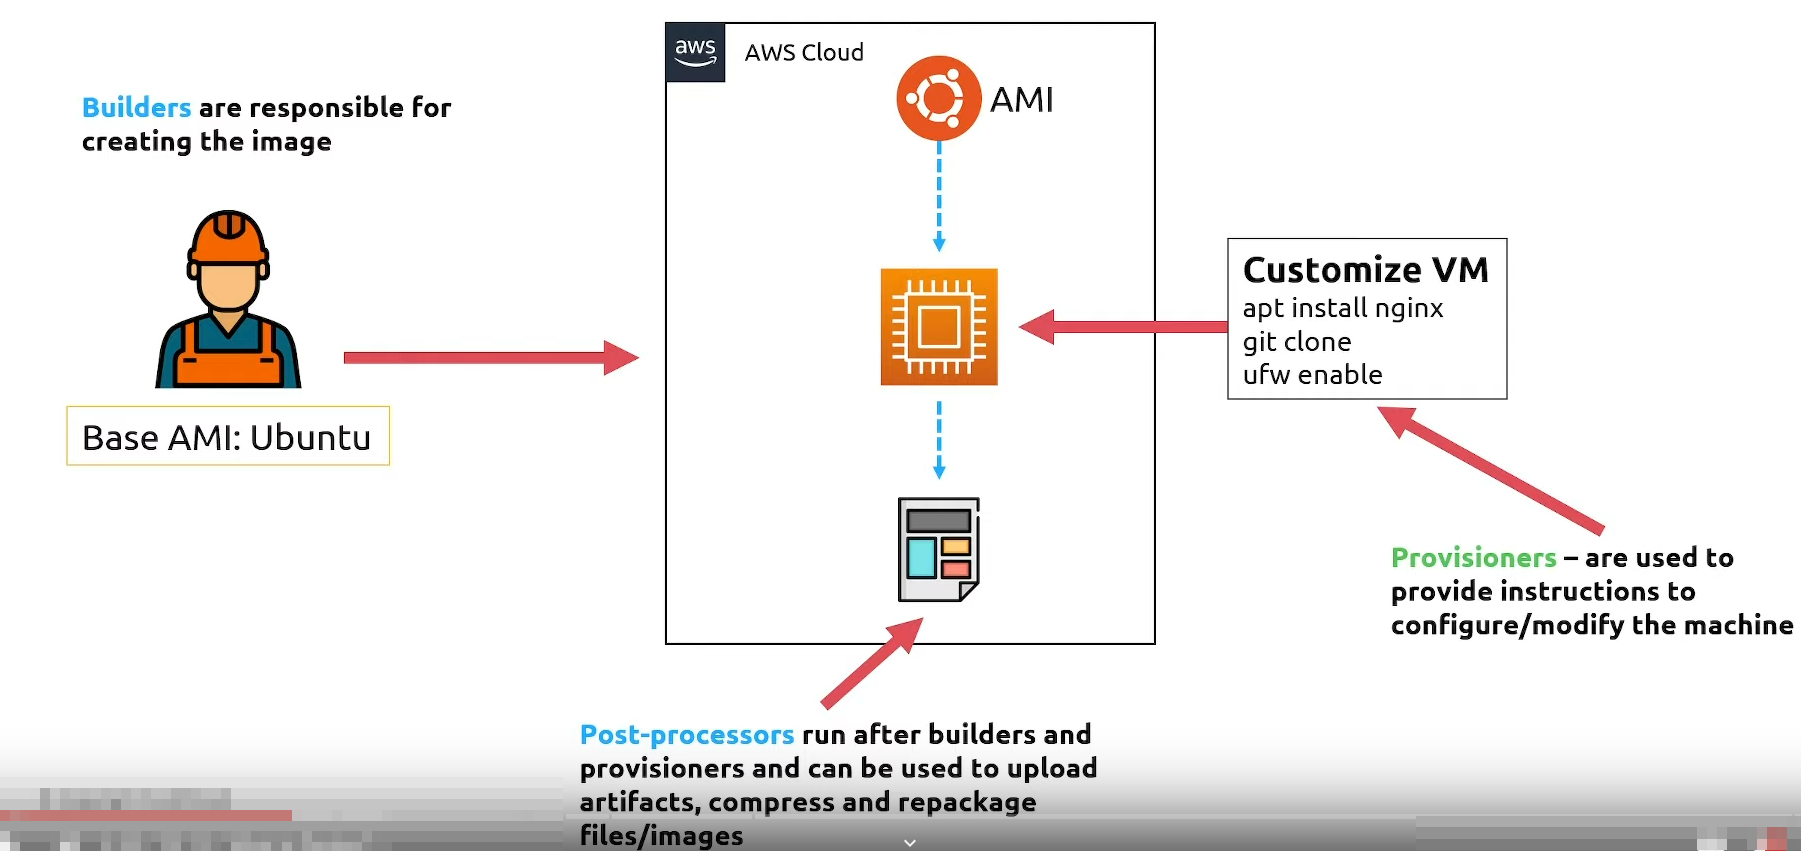 Builders are responsible for
creating the image
Base AMI: Ubuntu
aws
AWS Cloud
AMI
Customize VM
apt install nginx
git clone
ufw enable
Provisioners – are used to
provide instructions to
configure/modify the machine
Post-processors run after builders and
provisioners and can be used to upload
artifacts, compress and repackage
files/images